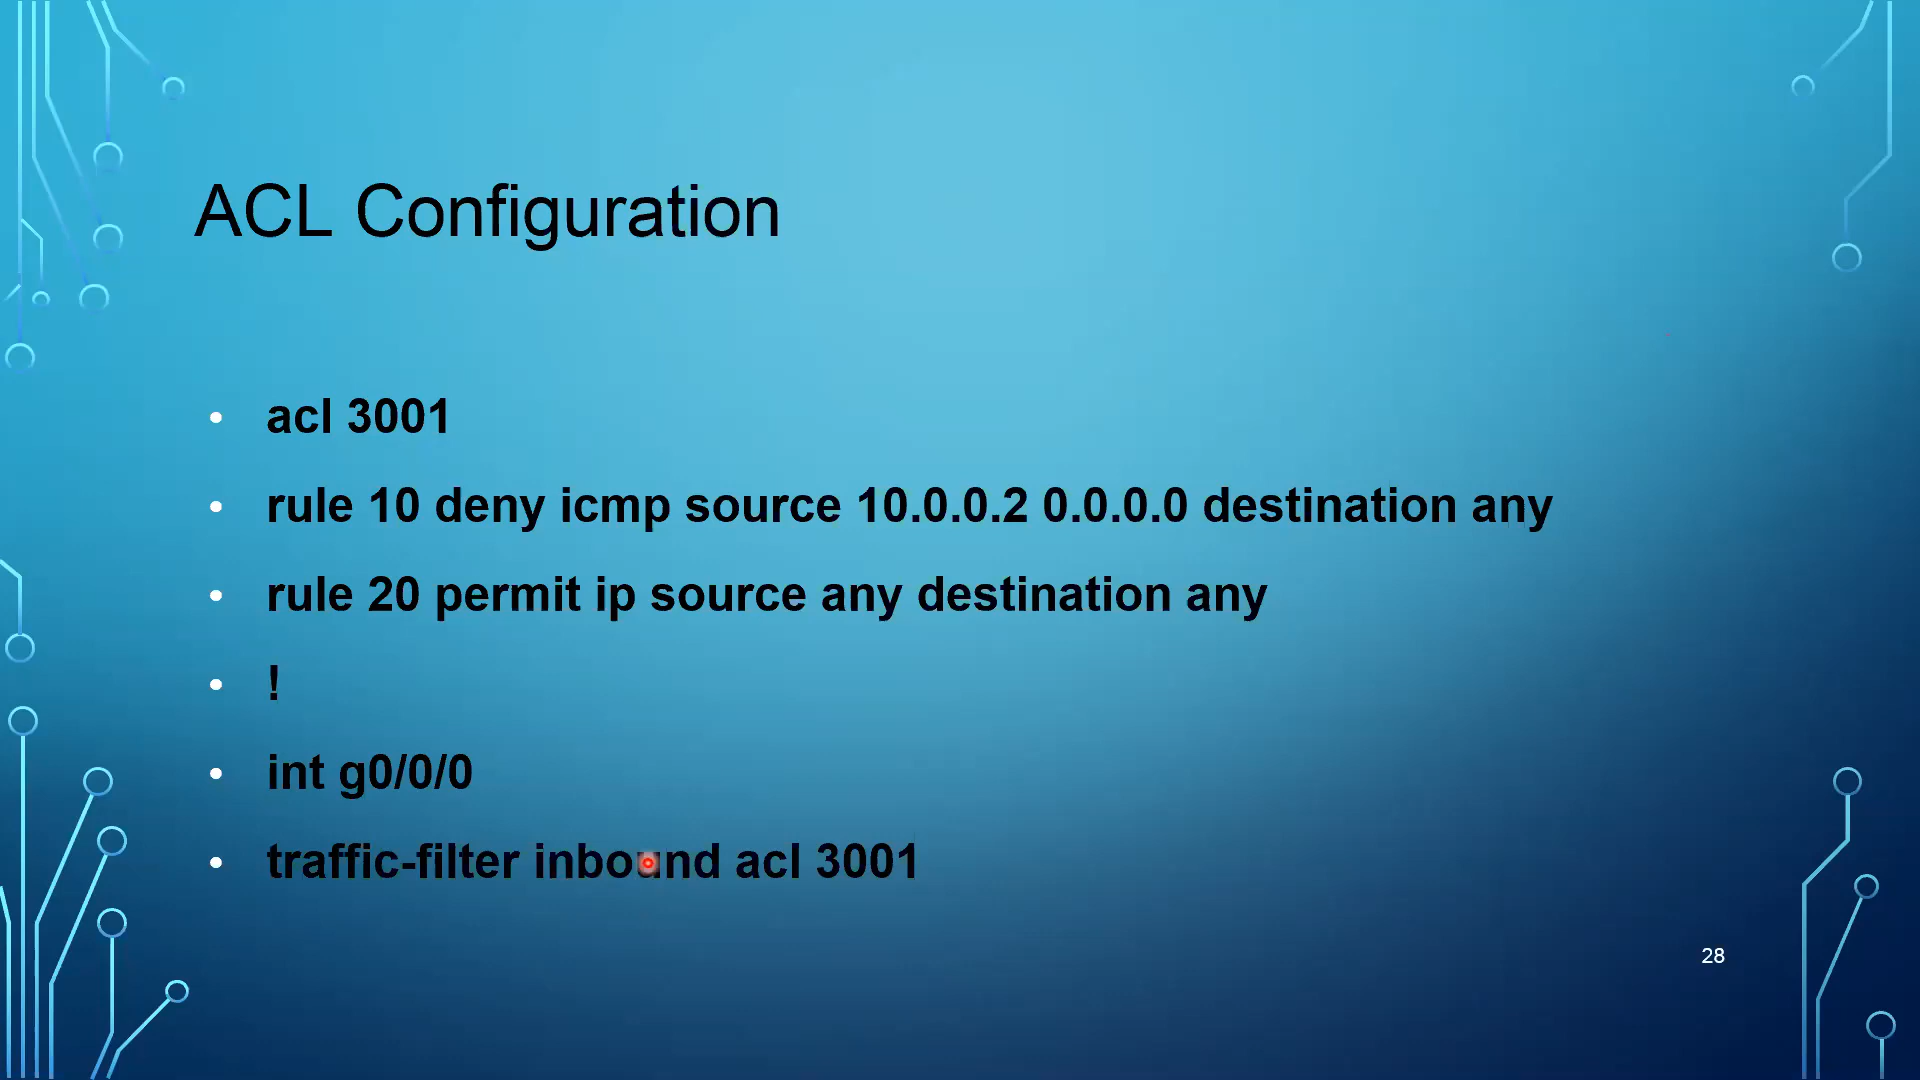 ACL Configuration
• acl 3001
• rule 10 deny icmp source 10.0.0.2 0.0.0.0 destination any
• rule 20 permit ip source any destination any
• !
• int g0/0/0
• traffic-filter inbound acl 3001
28